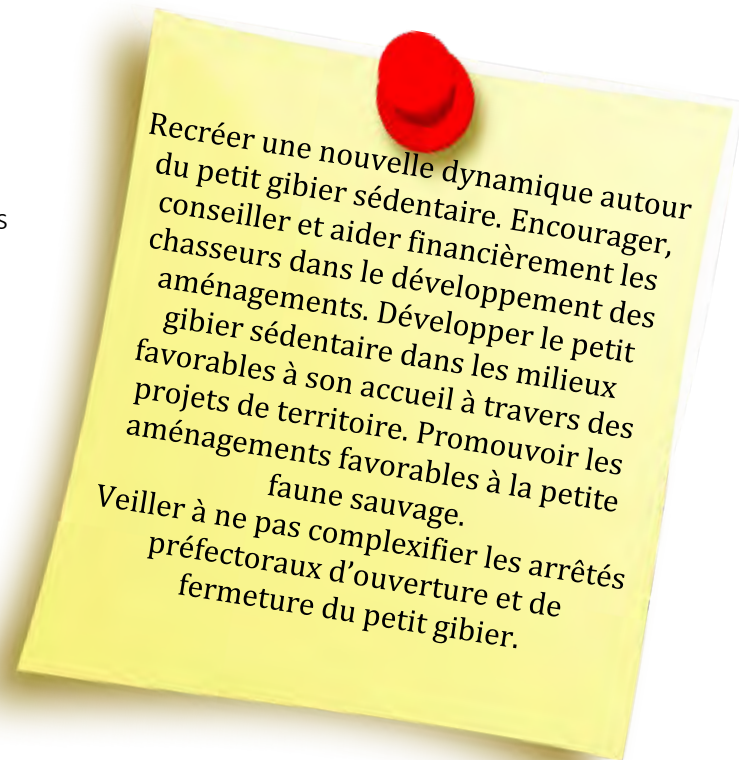 s
Recréer une nouvelle dynamique autour
du petit gibier sédentaire. Encourager,
conseiller et aider financièrement les
chasseurs dans le développement des
aménagements. Développer le petit
gibier sédentaire dans les milieux
favorables à son accueil à travers des
projets de territoire. Promouvoir les
aménagements favorables à la petite
faune sauvage.
Veiller à ne pas complexifier les arrêtés
préfectoraux d’ouverture et de
fermeture du petit gibier.